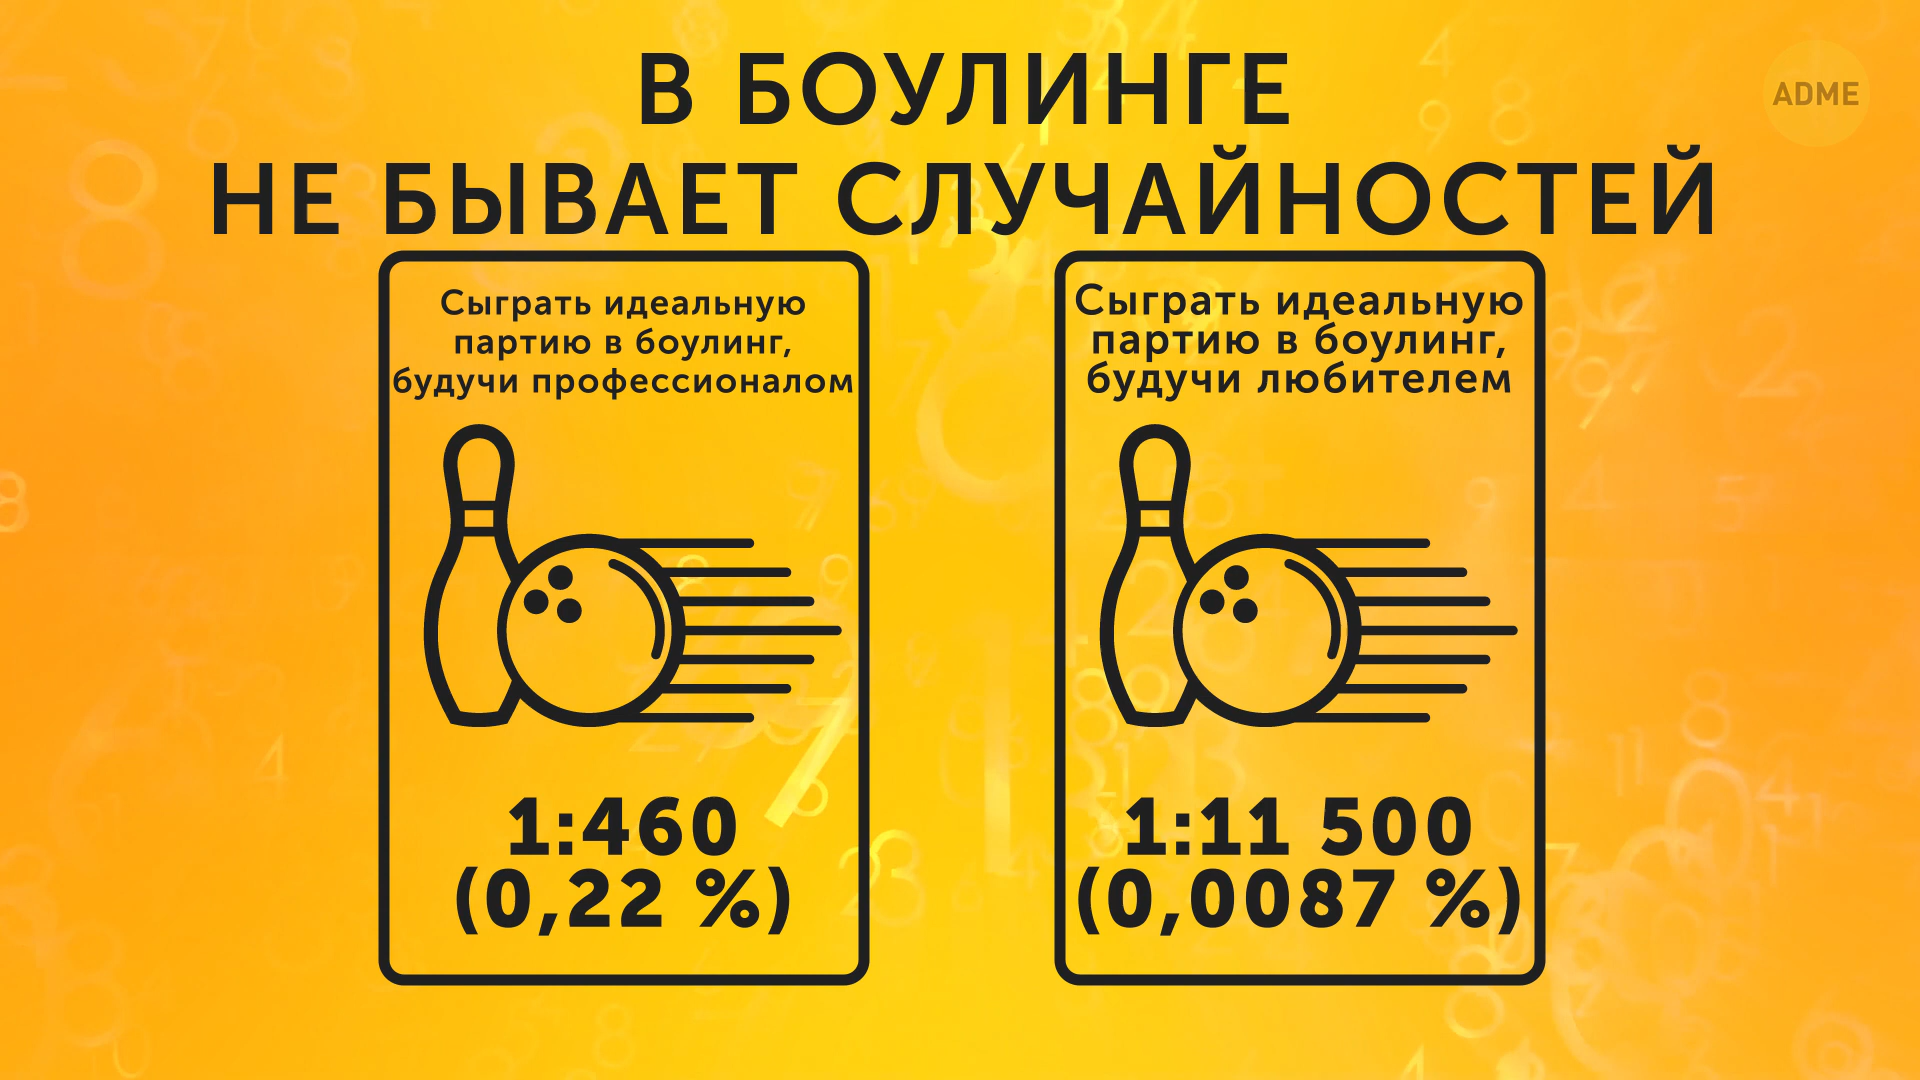 В БОУЛИНГЕ
НЕ БЫВАЕТ СЛУЧАЙНОСТЕЙ
ADME
Сыграть идеальную
партию в боулинг,
будучи профессионалом
1:460
(0,22 %)
Сыграть идеальную
партию в боулинг,
будучи любителем
1:11 500
(0,0087 %)